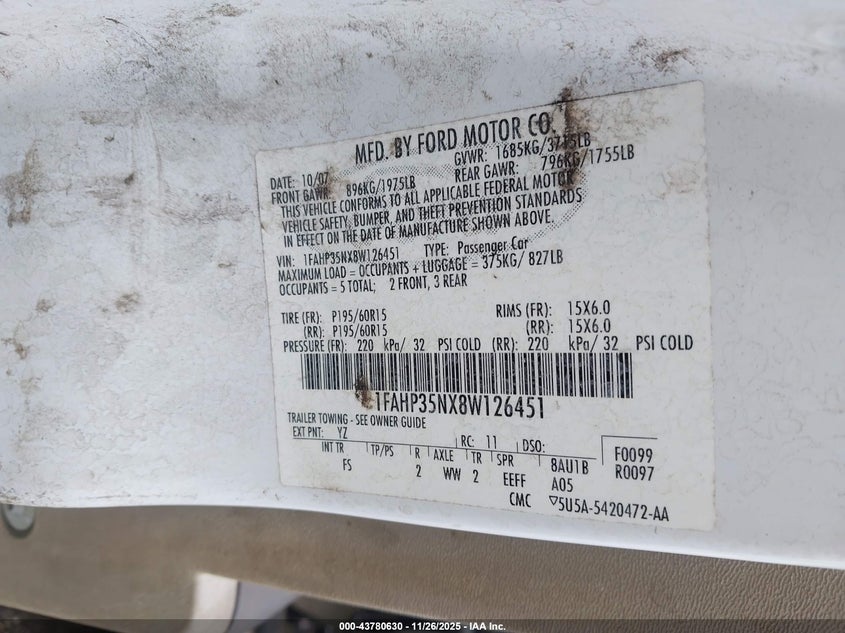 MFD. BY FORD MOTOR CO.
DATE: 10/07 GVWR: 1685KG/3715LB
FRONT GAWR: 896KG/1975LB REAR GAWR: 796KG/1755LB
THIS VEHICLE CONFORMS TO ALL APPLICABLE FEDERAL MOTOR
VEHICLE SAFETY, BUMPER, AND THEFT PREVENTION STANDARDS
IN EFFECT ON THE DATE OF MANUFACTURE SHOWN ABOVE.
VIN: 1FAHP35NX8W126451 TYPE: Passenger Car
MAXIMUM LOAD = OCCUPANTS + LUGGAGE = 375KG/ 827LB
OCCUPANTS = 5 TOTAL; 2 FRONT, 3 REAR
TIRE (FR): P195/60R15 RIMS (FR): 15X6.0
(RR): P195/60R15 (RR): 15X6.0
PRESSURE (FR): 220 kPa/ 32 PSI COLD (RR): 220 kPa/ 32 PSI COLD
1FAHP35NX8W126451
TRAILER TOWING - SEE OWNER GUIDE
EXT PNT: YZ RC: 11 DSO: F0099
INT TR TP/PS R AXLE TR SPR 8AU1B R0097
FS 2 WW 2 EEFF A05
CMC ▽5U5A-5420472-AA
000-43780630 - 11/26/2025 - IAA Inc.